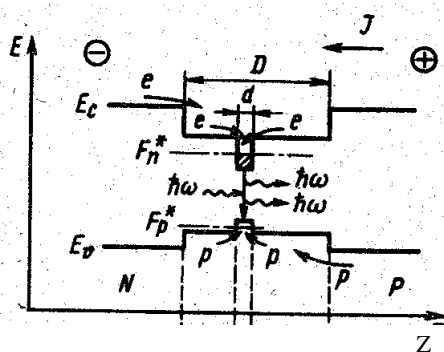 E ⊖ J ⊕
D
e d
E_c e e
F_n^*
ħω ħω
ħω
F_p^*
E_v p p p
N P
Z